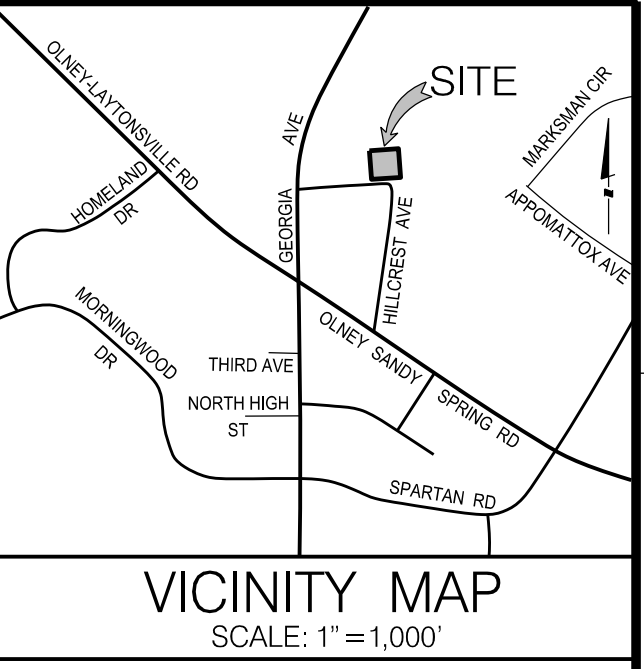 OLNEY-LAYTONSVILLE RD
AVE
SITE
MARKSMAN CIR
HOMELAND
DR
GEORGIA
HILLCREST AVE
APPOMATTOX AVE
MORNINGWOOD
DR
OLNEY SANDY
SPRING RD
THIRD AVE
NORTH HIGH
ST
SPARTAN RD
VICINITY MAP
SCALE: 1”=1,000’